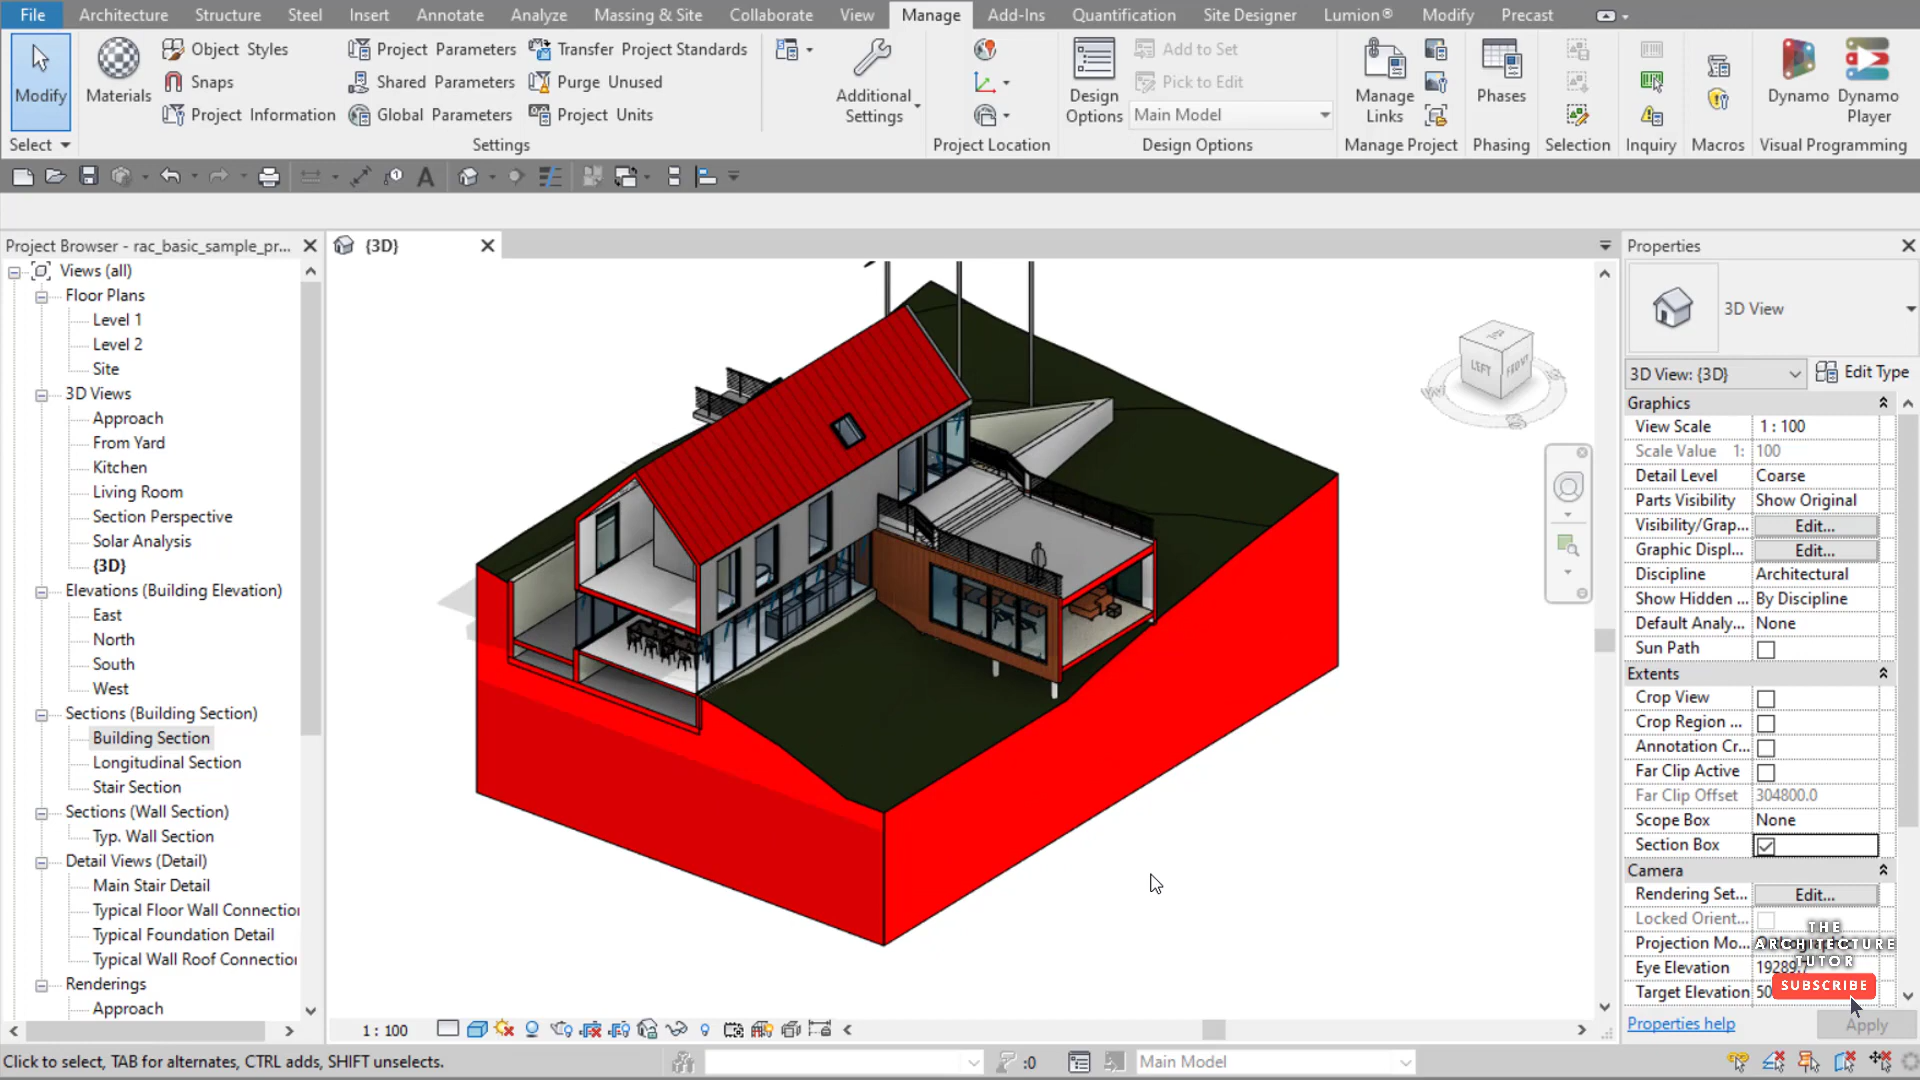 File Architecture Structure Steel Insert Annotate Analyze Massing & Site Collaborate View Manage Add-Ins Quantification Site Designer Lumion® Modify Precast
Modify
Select
Materials
Object Styles
Snaps
Project Information
Project Parameters
Shared Parameters
Global Parameters
Transfer Project Standards
Purge Unused
Project Units
Settings
Additional
Settings
Project Location
Design
Options
Add to Set
Pick to Edit
Main Model
Design Options
Manage
Links
Manage Project
Phases
Phasing
Selection
Inquiry
Macros
Dynamo
Dynamo
Player
Visual Programming
Project Browser - rac_basic_sample_pr...
Views (all)
Floor Plans
Level 1
Level 2
Site
3D Views
Approach
From Yard
Kitchen
Living Room
Section Perspective
Solar Analysis
{3D}
Elevations (Building Elevation)
East
North
South
West
Sections (Building Section)
Building Section
Longitudinal Section
Stair Section
Sections (Wall Section)
Typ. Wall Section
Detail Views (Detail)
Main Stair Detail
Typical Floor Wall Connection
Typical Foundation Detail
Typical Wall Roof Connection
Renderings
Approach
{3D}
LEFT
FRONT
1 : 100
Properties
3D View
3D View: {3D}
Edit Type
Graphics
View Scale 1 : 100
Scale Value 1: 100
Detail Level Coarse
Parts Visibility Show Original
Visibility/Grap... Edit...
Graphic Displ... Edit...
Discipline Architectural
Show Hidden ... By Discipline
Default Analy... None
Sun Path
Extents
Crop View
Crop Region ...
Annotation Cr...
Far Clip Active
Far Clip Offset 304800.0
Scope Box None
Section Box
Camera
Rendering Set... Edit...
Locked Orient...
Projection Mo...
Eye Elevation 19289.7
Target Elevation 50
THE
ARCHITECTURE
TUTOR
SUBSCRIBE
Properties help
Apply
Click to select, TAB for alternates, CTRL adds, SHIFT unselects.
:0
Main Model